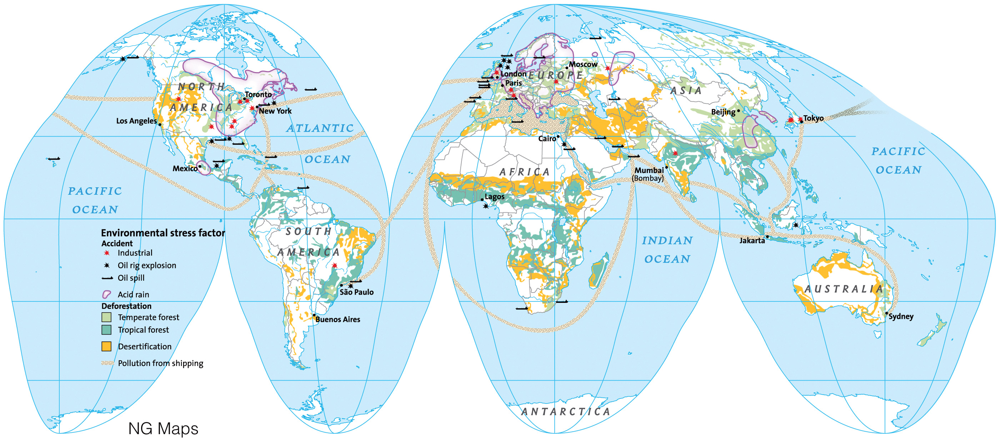 NORTH
AMERICA
Toronto
New York
Los Angeles
Mexico
ATLANTIC
OCEAN
PACIFIC
OCEAN
SOUTH
AMERICA
São Paulo
Buenos Aires
Environmental stress factor
Accident
Industrial
Oil rig explosion
Oil spill
Acid rain
Deforestation
Temperate forest
Tropical forest
Desertification
Pollution from shipping
NG Maps
London
Paris
EUROPE
Moscow
ASIA
Beijing
Tokyo
Cairo
AFRICA
Lagos
Mumbai
(Bombay)
PACIFIC
OCEAN
INDIAN
OCEAN
Jakarta
AUSTRALIA
Sydney
ANTARCTICA